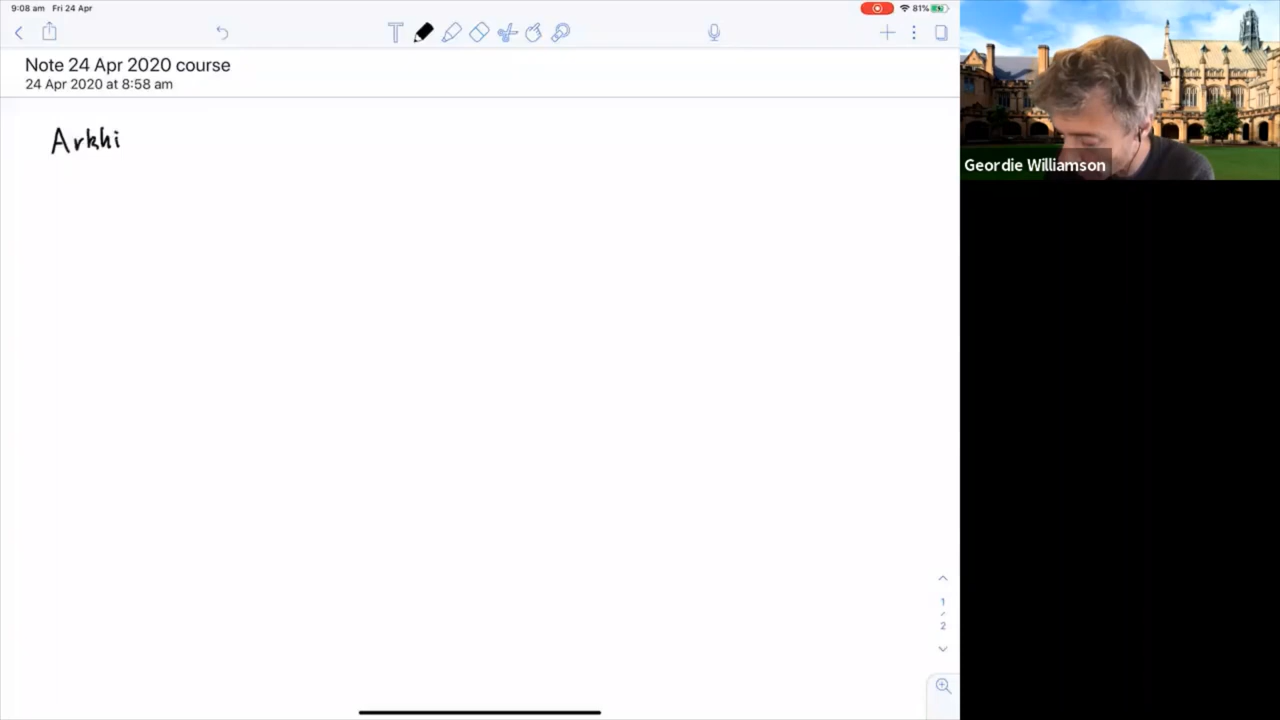 9:08 am Fri 24 Apr
81%
T
Note 24 Apr 2020 course
24 Apr 2020 at 8:58 am
Arkhi
Geordie Williamson
1
/
2